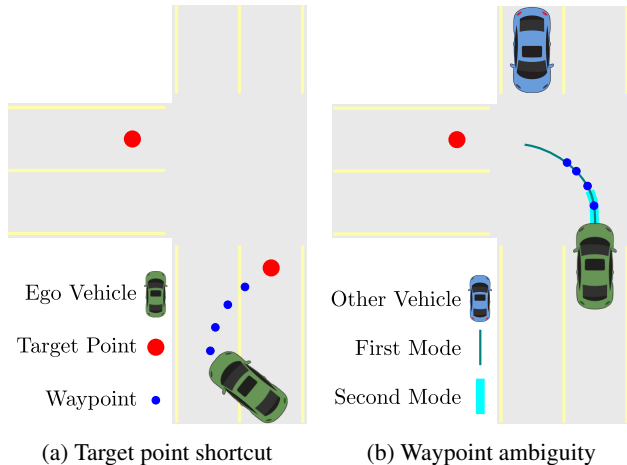 Ego Vehicle
Target Point
Waypoint
(a) Target point shortcut
Other Vehicle
First Mode
Second Mode
(b) Waypoint ambiguity